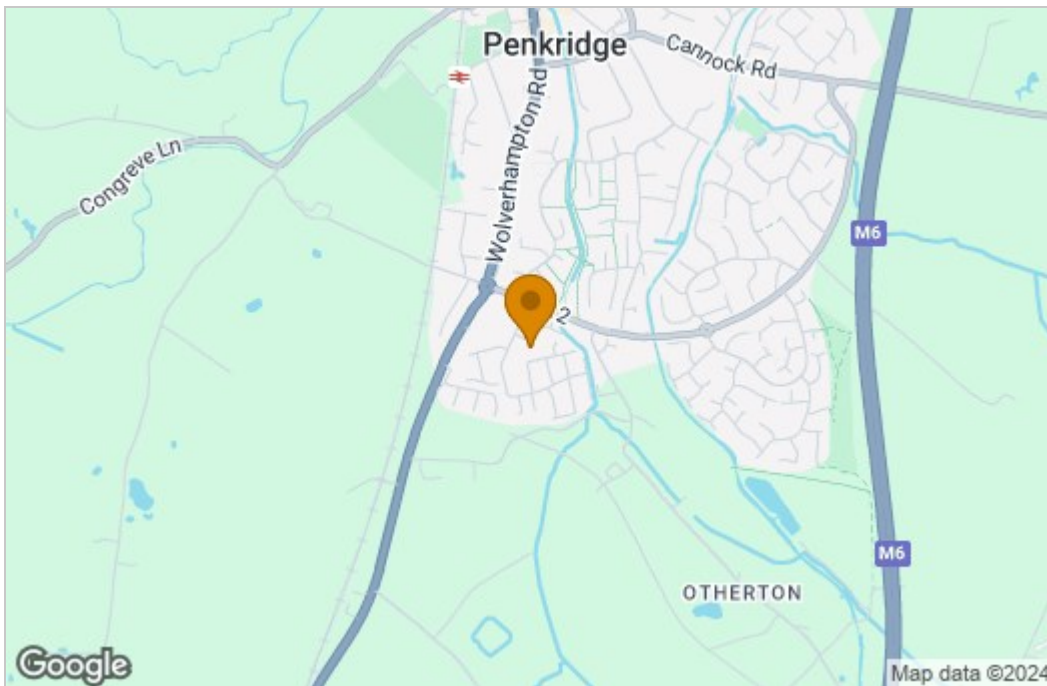 Penkridge
Cannock Rd
Wolverhampton Rd
Congreve Ln
M6
2
M6
OTHERTON
Google
Map data ©2024